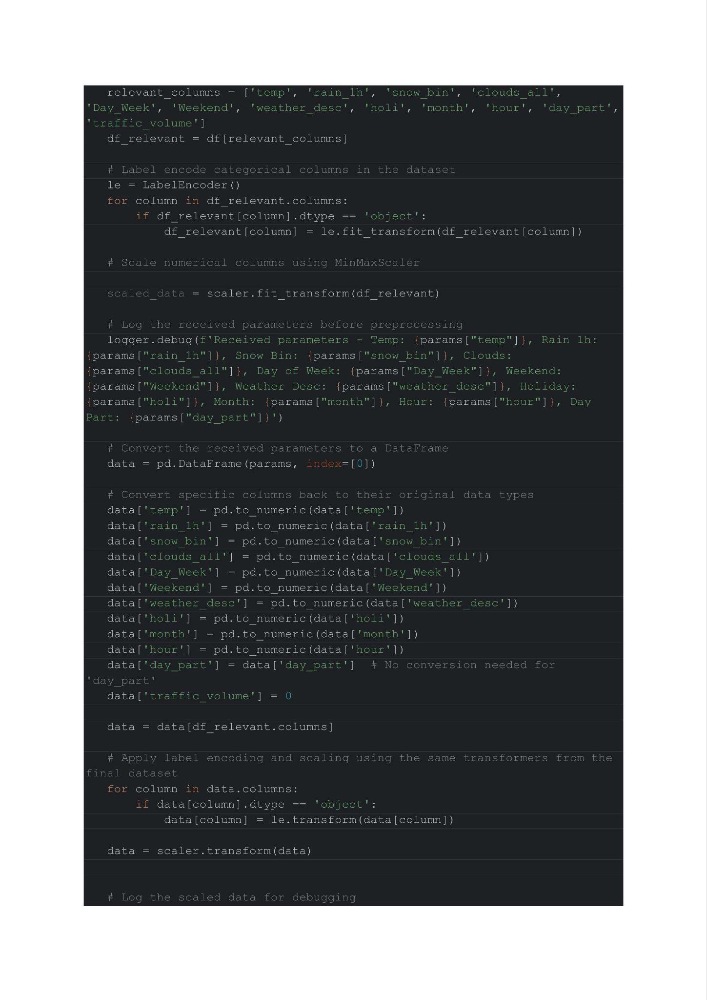 relevant_columns = ['temp', 'rain_1h', 'snow_bin', 'clouds_all',
'Day_Week', 'Weekend', 'weather_desc', 'holi', 'month', 'hour', 'day_part',
'traffic_volume']
df_relevant = df[relevant_columns]
# Label encode categorical columns in the dataset
le = LabelEncoder()
for column in df_relevant.columns:
if df_relevant[column].dtype == 'object':
df_relevant[column] = le.fit_transform(df_relevant[column])
# Scale numerical columns using MinMaxScaler
scaled_data = scaler.fit_transform(df_relevant)
# Log the received parameters before preprocessing
logger.debug(f'Received parameters - Temp: {params["temp"]}, Rain 1h:
{params["rain_1h"]}, Snow Bin: {params["snow_bin"]}, Clouds:
{params["clouds_all"]}, Day of Week: {params["Day_Week"]}, Weekend:
{params["Weekend"]}, Weather Desc: {params["weather_desc"]}, Holiday:
{params["holi"]}, Month: {params["month"]}, Hour: {params["hour"]}, Day
Part: {params["day_part"]}')
# Convert the received parameters to a DataFrame
data = pd.DataFrame(params, index=[0])
# Convert specific columns back to their original data types
data['temp'] = pd.to_numeric(data['temp'])
data['rain_1h'] = pd.to_numeric(data['rain_1h'])
data['snow_bin'] = pd.to_numeric(data['snow_bin'])
data['clouds_all'] = pd.to_numeric(data['clouds_all'])
data['Day_Week'] = pd.to_numeric(data['Day_Week'])
data['Weekend'] = pd.to_numeric(data['Weekend'])
data['weather_desc'] = pd.to_numeric(data['weather_desc'])
data['holi'] = pd.to_numeric(data['holi'])
data['month'] = pd.to_numeric(data['month'])
data['hour'] = pd.to_numeric(data['hour'])
data['day_part'] = data['day_part']  # No conversion needed for
'day_part'
data['traffic_volume'] = 0
data = data[df_relevant.columns]
# Apply label encoding and scaling using the same transformers from the
final dataset
for column in data.columns:
if data[column].dtype == 'object':
data[column] = le.transform(data[column])
data = scaler.transform(data)
# Log the scaled data for debugging